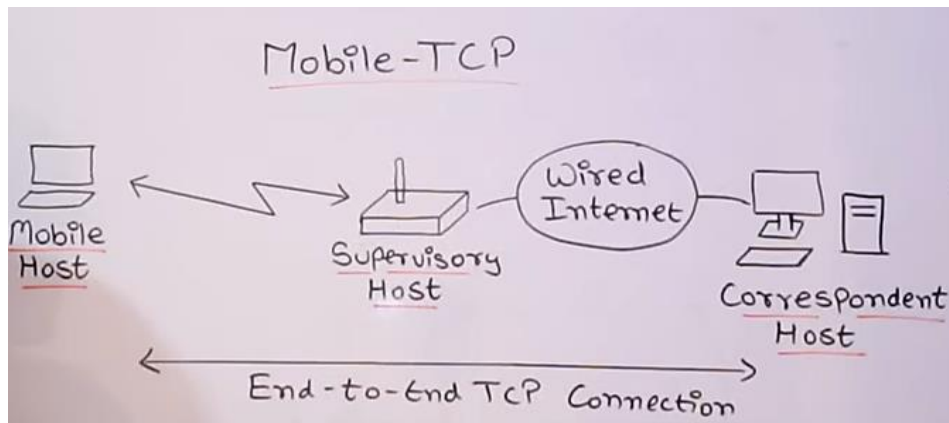 Mobile-TCP
Wired
Internet
Mobile
Host
Supervisory
Host
Correspondent
Host
End-to-End TCP Connection